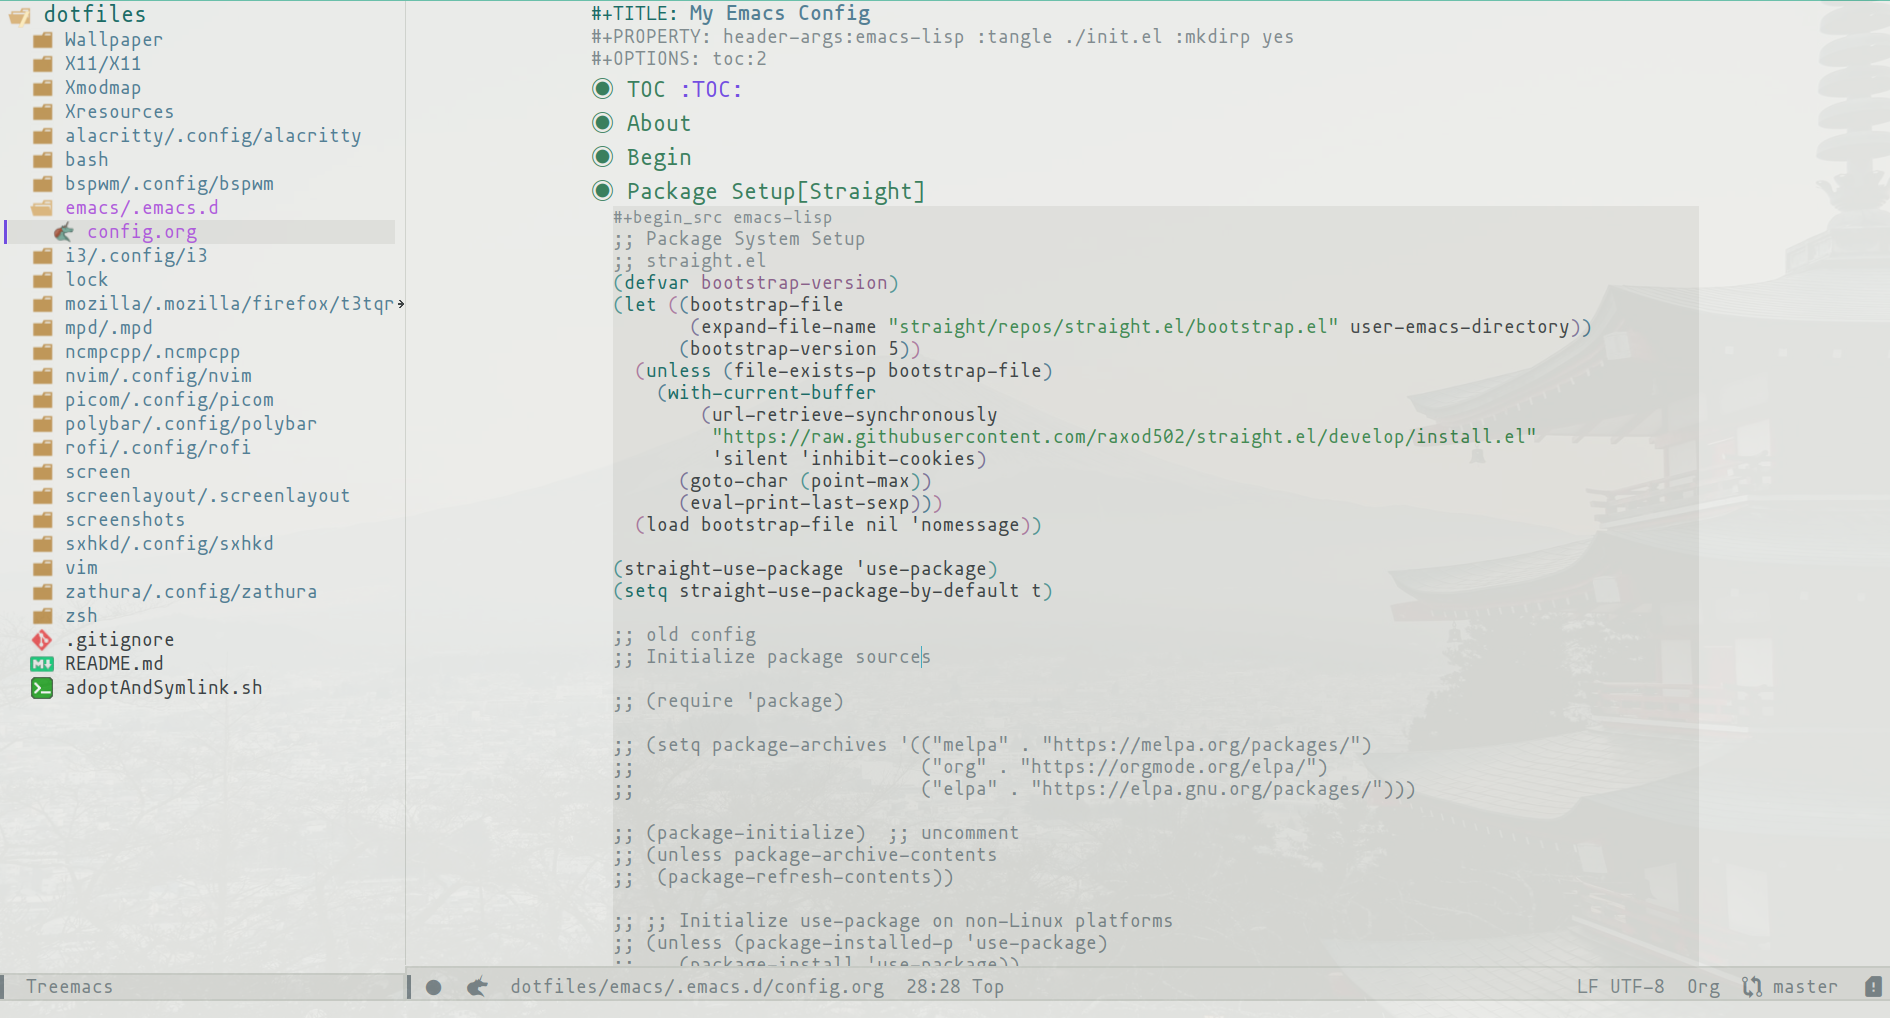 dotfiles
Wallpaper
X11/X11
Xmodmap
Xresources
alacritty/.config/alacritty
bash
bspwm/.config/bspwm
emacs/.emacs.d
config.org
i3/.config/i3
lock
mozilla/.mozilla/firefox/t3tqr
mpd/.mpd
ncmpcpp/.ncmpcpp
nvim/.config/nvim
picom/.config/picom
polybar/.config/polybar
rofi/.config/rofi
screen
screenlayout/.screenlayout
screenshots
sxhkd/.config/sxhkd
vim
zathura/.config/zathura
zsh
.gitignore
README.md
adoptAndSymlink.sh
Treemacs
#+TITLE: My Emacs Config
#+PROPERTY: header-args:emacs-lisp :tangle ./init.el :mkdirp yes
#+OPTIONS: toc:2
◉ TOC :TOC:
◉ About
◉ Begin
◉ Package Setup[Straight]
#+begin_src emacs-lisp
;; Package System Setup
;; straight.el
(defvar bootstrap-version)
(let ((bootstrap-file
       (expand-file-name "straight/repos/straight.el/bootstrap.el" user-emacs-directory))
      (bootstrap-version 5))
  (unless (file-exists-p bootstrap-file)
    (with-current-buffer
        (url-retrieve-synchronously
         "https://raw.githubusercontent.com/raxod502/straight.el/develop/install.el"
         'silent 'inhibit-cookies)
      (goto-char (point-max))
      (eval-print-last-sexp)))
  (load bootstrap-file nil 'nomessage))
(straight-use-package 'use-package)
(setq straight-use-package-by-default t)
;; old config
;; Initialize package sources
;; (require 'package)
;; (setq package-archives '(("melpa" . "https://melpa.org/packages/")
;;                          ("org" . "https://orgmode.org/elpa/")
;;                          ("elpa" . "https://elpa.gnu.org/packages/")))
;; (package-initialize)  ;; uncomment
;; (unless package-archive-contents
;;  (package-refresh-contents))
;; ;; Initialize use-package on non-Linux platforms
;; (unless (package-installed-p 'use-package)
;;    (package-install 'use-package))
dotfiles/emacs/.emacs.d/config.org 28:28 Top
LF UTF-8 Org master